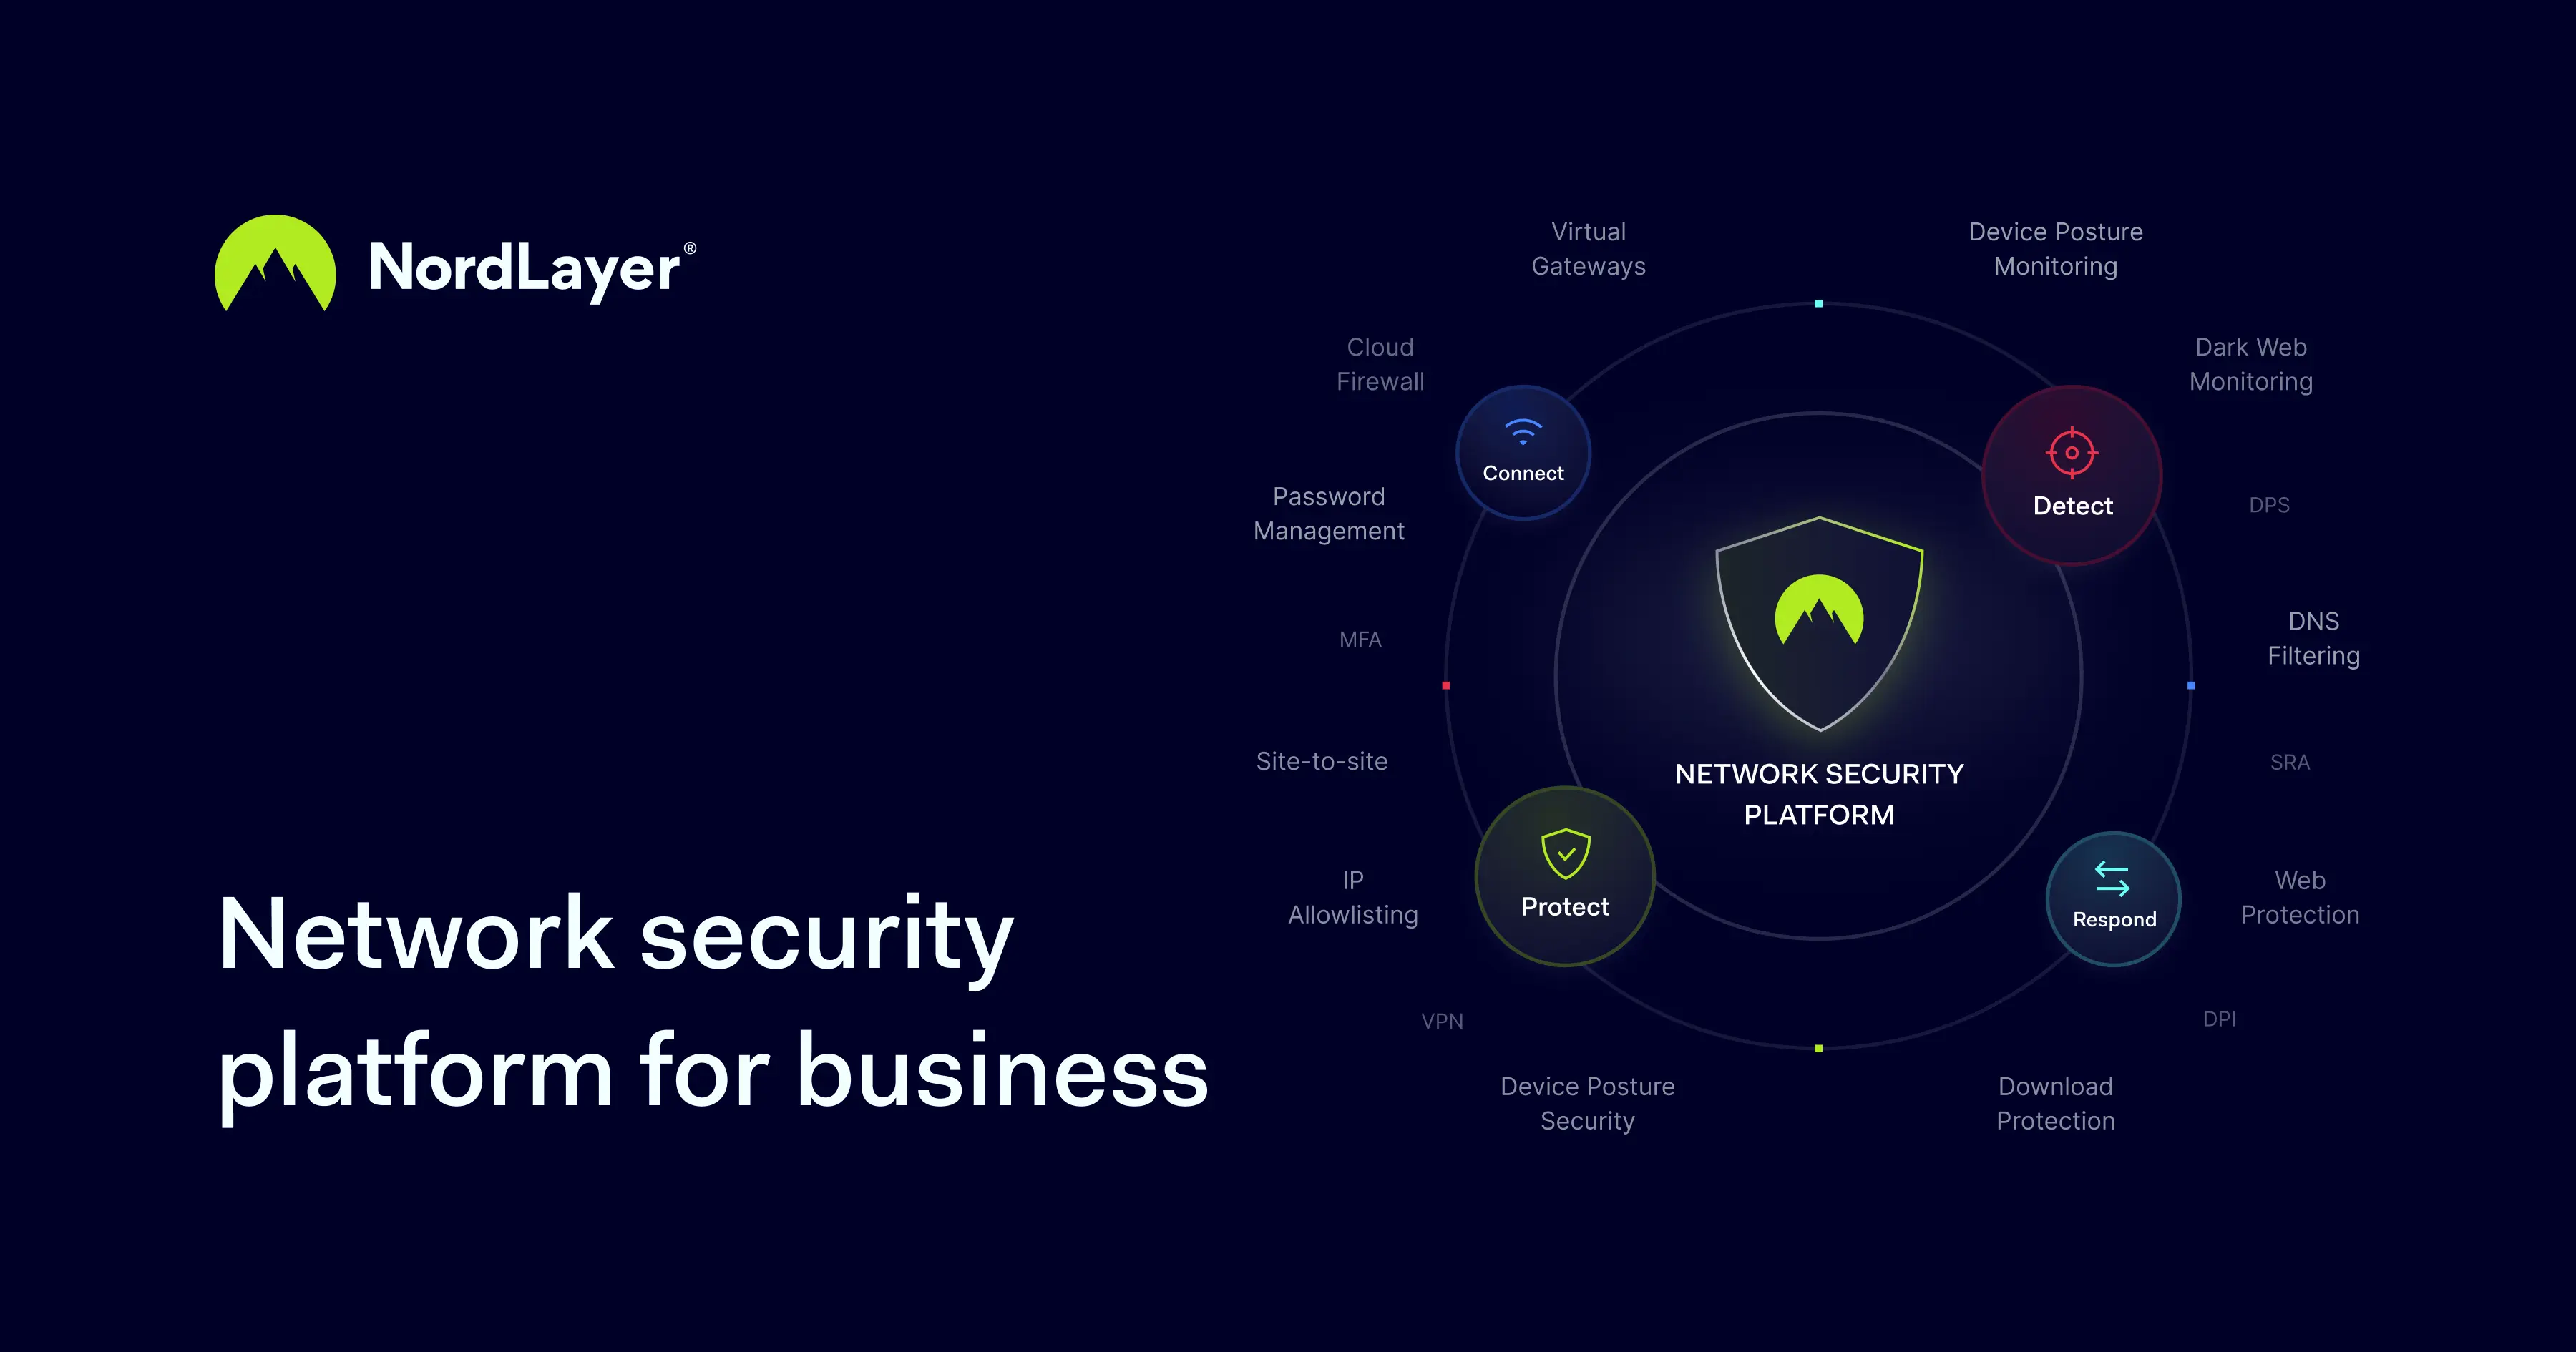 NordLayer®
Network security
platform for business
Virtual
Gateways
Device Posture
Monitoring
Cloud
Firewall
Dark Web
Monitoring
Connect
Detect
Password
Management
DPS
MFA
DNS
Filtering
Site-to-site
SRA
NETWORK SECURITY
PLATFORM
IP
Allowlisting
Protect
Respond
Web
Protection
VPN
DPI
Device Posture
Security
Download
Protection